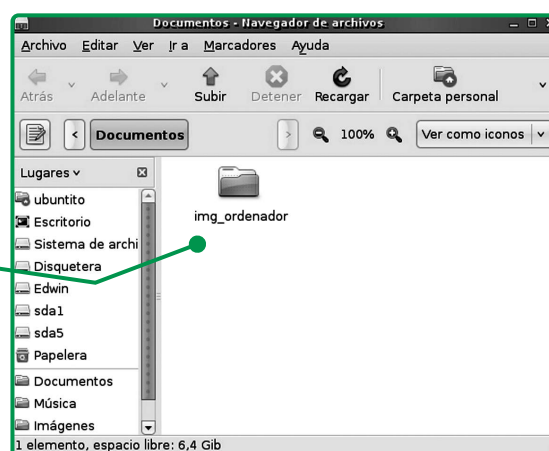 Documentos - Navegador de archivos
Archivo Editar Ver Ir a Marcadores Ayuda
Atrás Adelante Subir Detener Recargar Carpeta personal
Documentos 100% Ver como iconos
Lugares
ubuntito
Escritorio
Sistema de archi
Disquetera
Edwin
sda1
sda5
Papelera
Documentos
Música
Imágenes
img_ordenador
1 elemento, espacio libre: 6,4 Gib